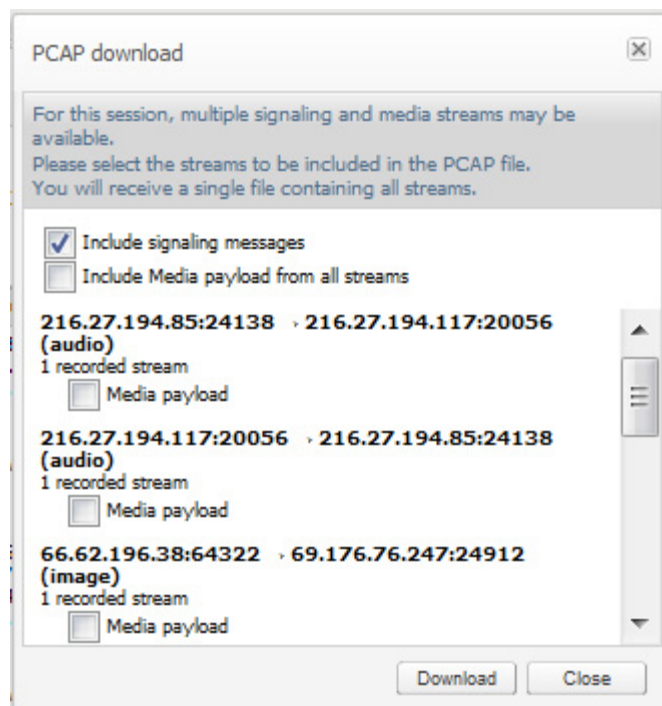 PCAP download
For this session, multiple signaling and media streams may be
available.
Please select the streams to be included in the PCAP file.
You will receive a single file containing all streams.
Include signaling messages
Include Media payload from all streams
216.27.194.85:24138 › 216.27.194.117:20056
(audio)
1 recorded stream
Media payload
216.27.194.117:20056 › 216.27.194.85:24138
(audio)
1 recorded stream
Media payload
66.62.196.38:64322 › 69.176.76.247:24912
(image)
1 recorded stream
Media payload
Download Close